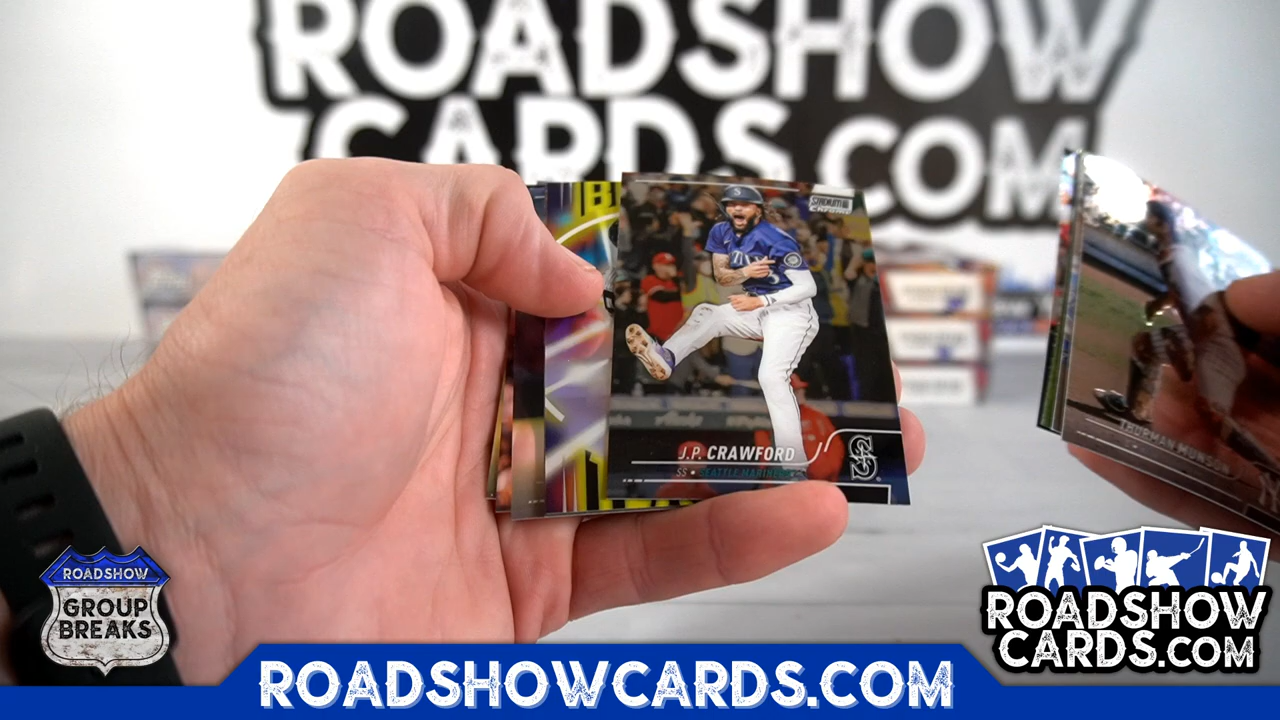 ROADSHOW
CARDS.COM
STADIUM CLUB
CHROME
J.P. CRAWFORD
SS • SEATTLE MARINERS
THURMAN MUNSON
ROADSHOW
GROUP
BREAKS
ROADSHOW
CARDS.COM
ROADSHOWCARDS.COM